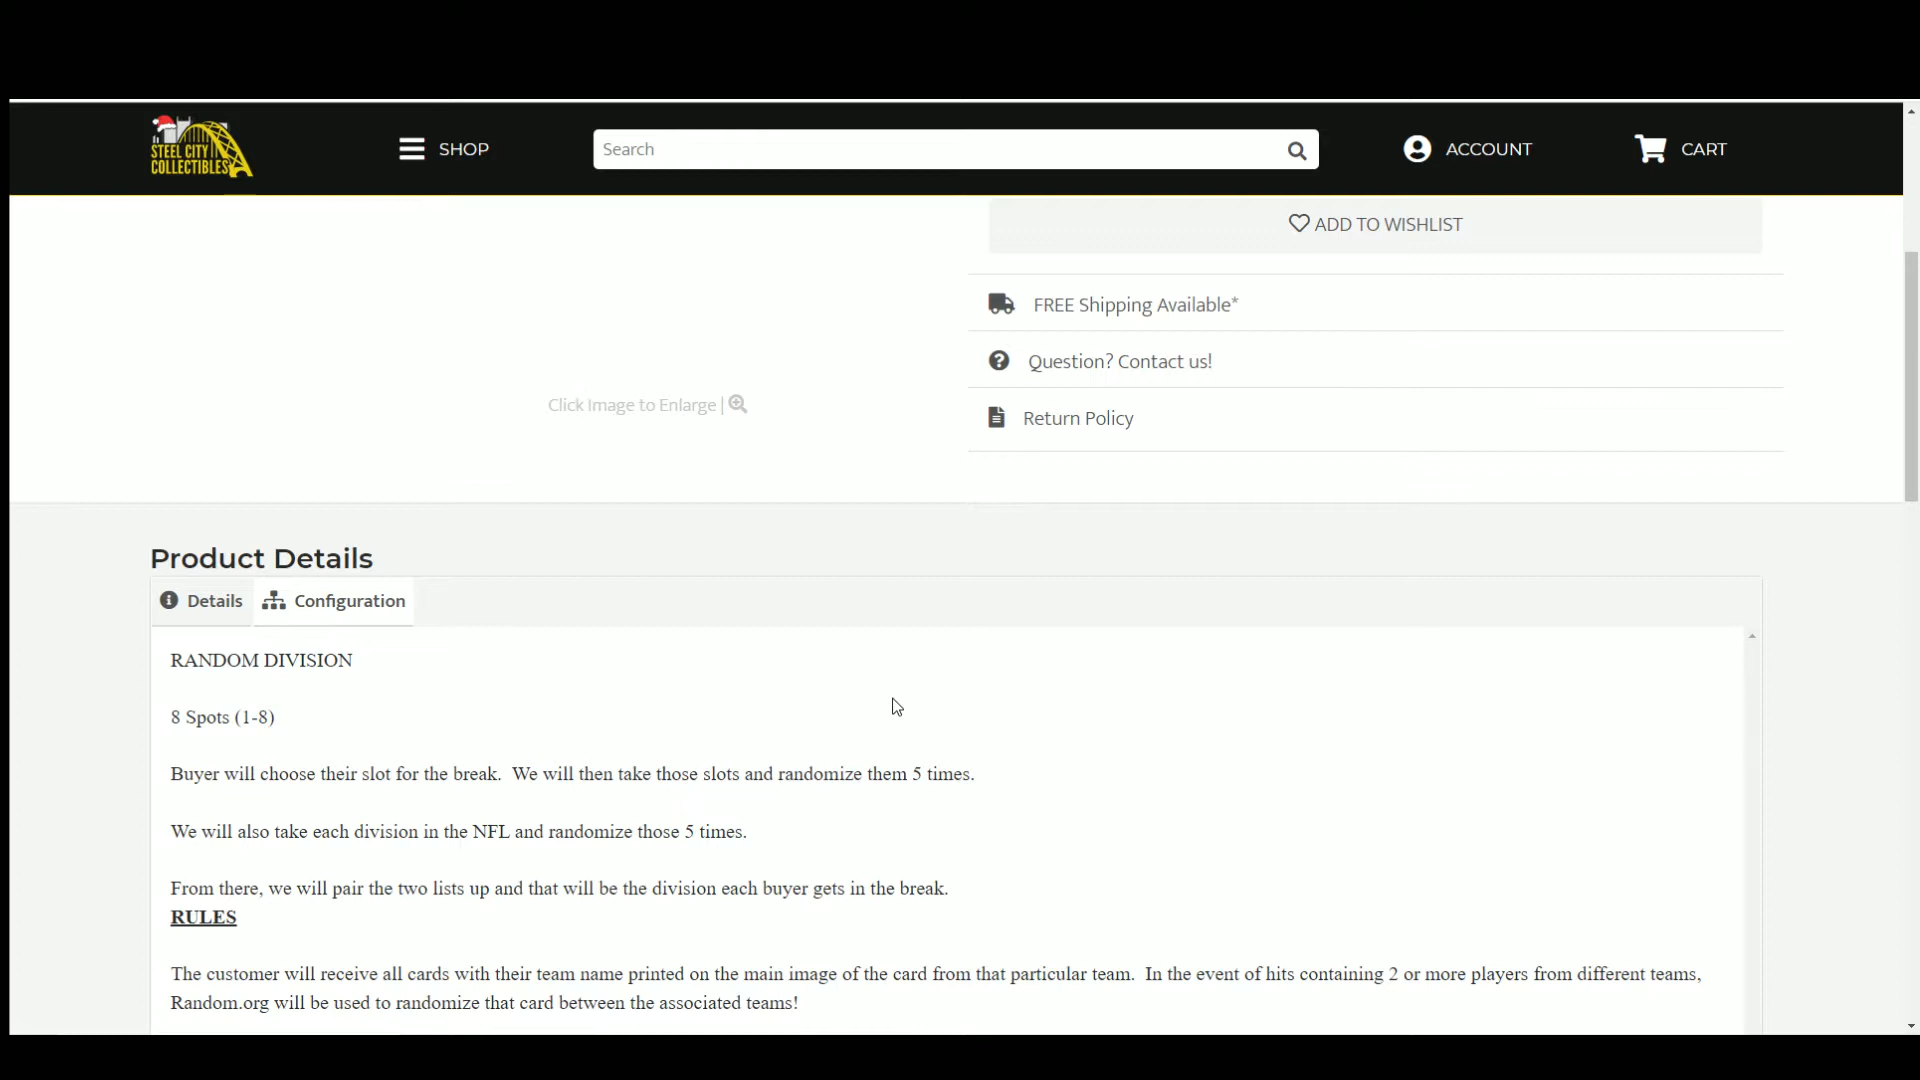 STEEL CITY
COLLECTIBLES
SHOP
Search
ACCOUNT
CART
ADD TO WISHLIST
FREE Shipping Available*
Question? Contact us!
Click Image to Enlarge |
Return Policy
Product Details
Details
Configuration
RANDOM DIVISION
8 Spots (1-8)
Buyer will choose their slot for the break.  We will then take those slots and randomize them 5 times.
We will also take each division in the NFL and randomize those 5 times.
From there, we will pair the two lists up and that will be the division each buyer gets in the break.
RULES
The customer will receive all cards with their team name printed on the main image of the card from that particular team.  In the event of hits containing 2 or more players from different teams,
Random.org will be used to randomize that card between the associated teams!